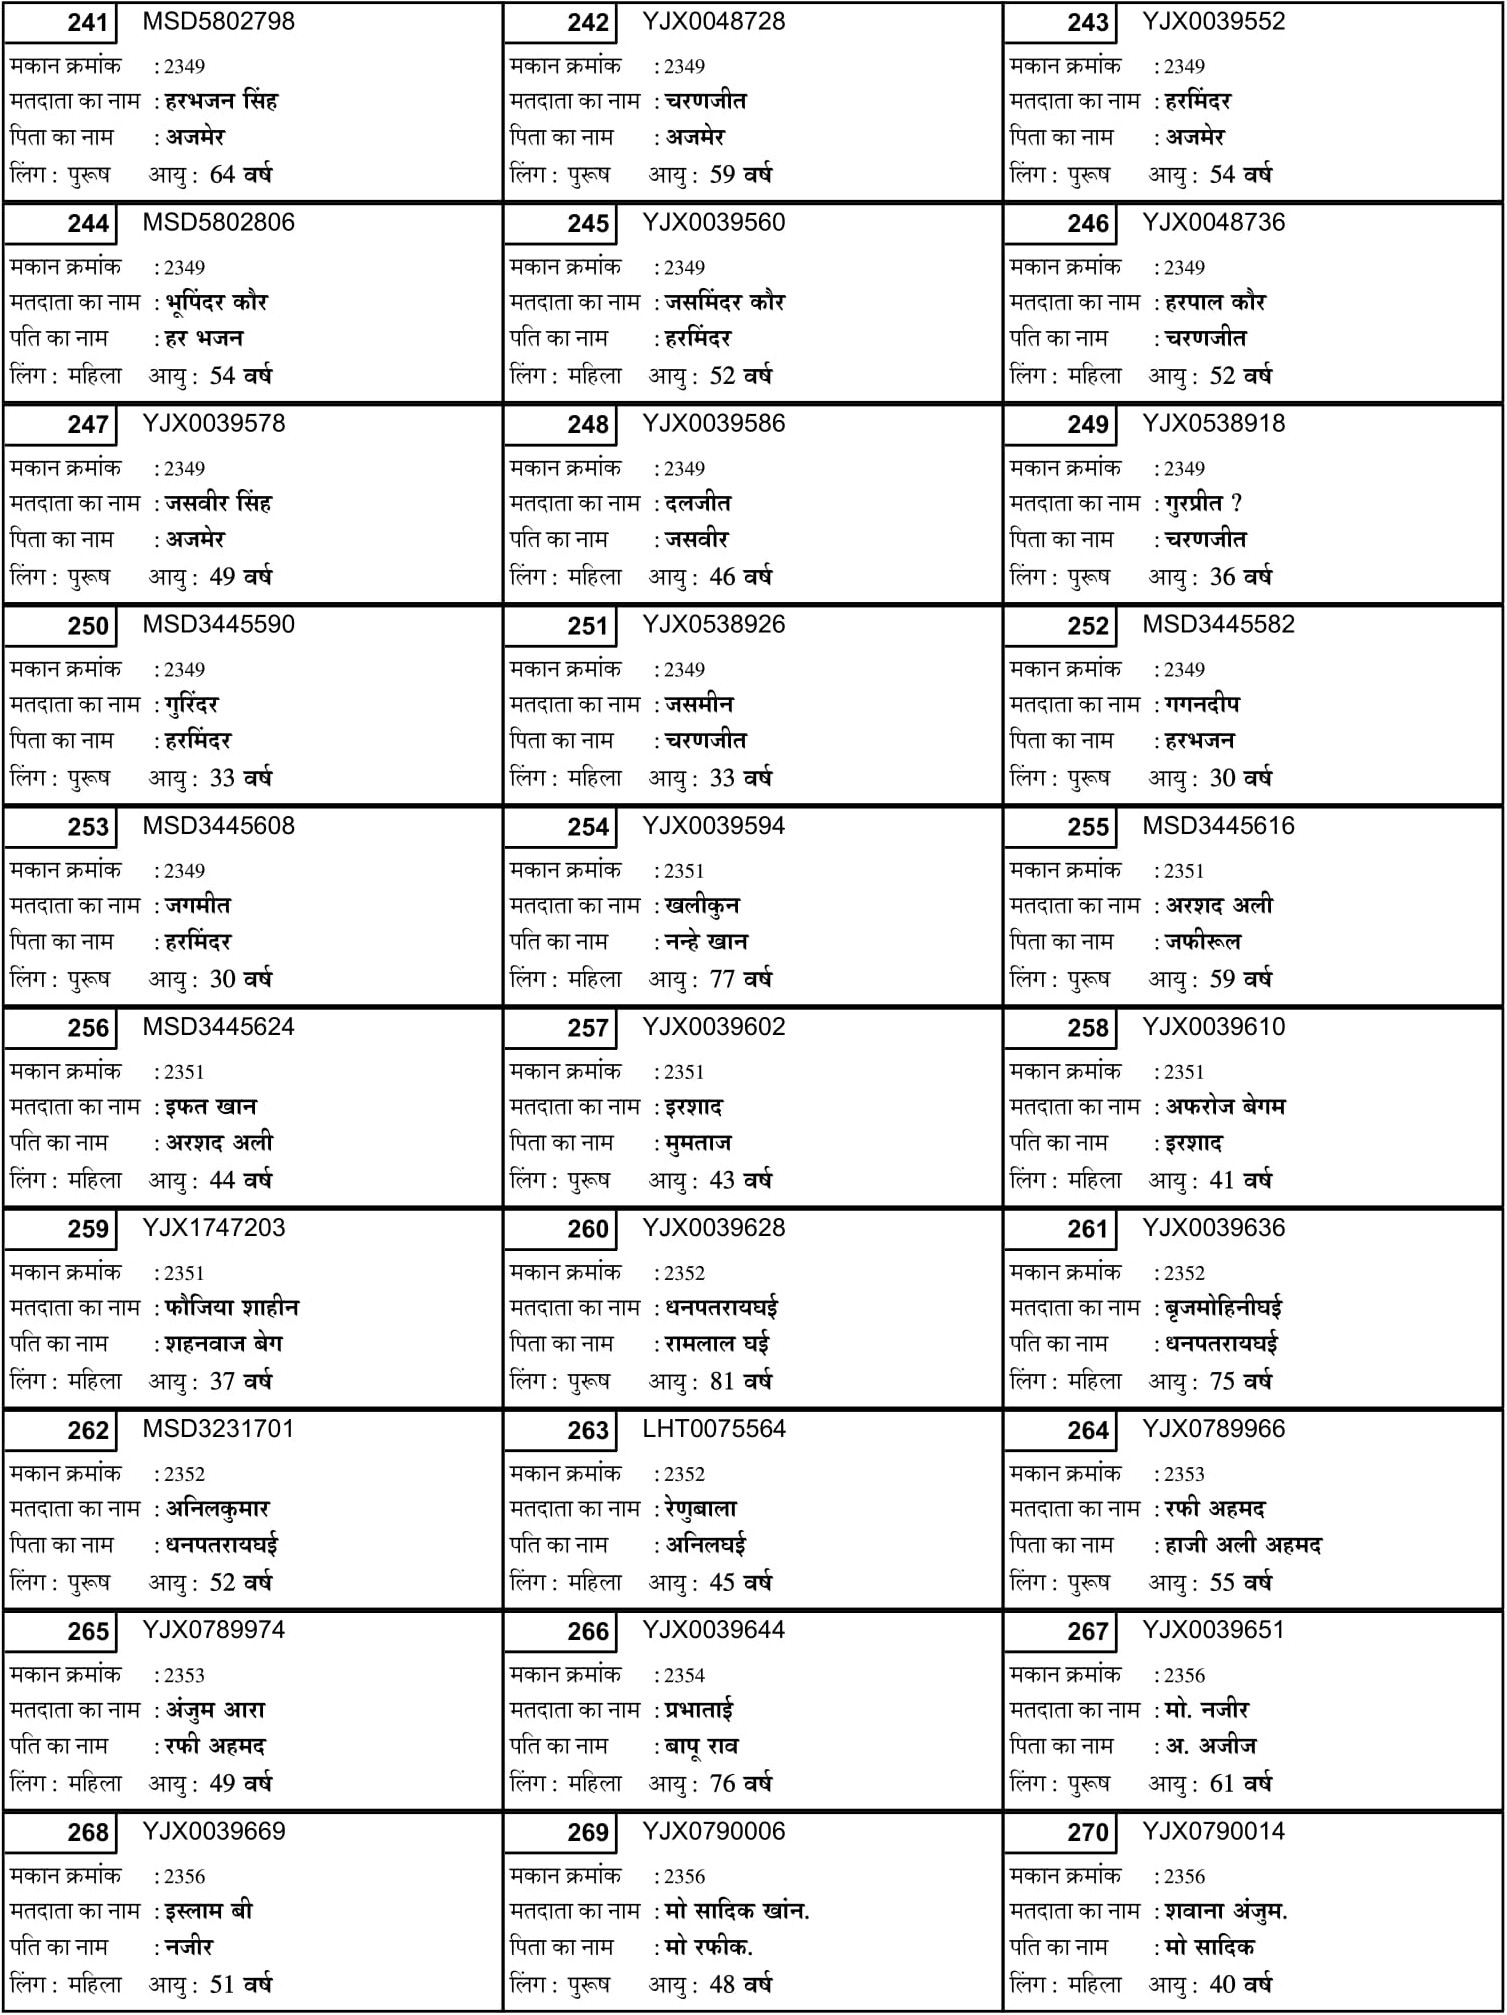 241 MSD5802798
मकान क्रमांक : 2349
मतदाता का नाम : हरभजन सिंह
पिता का नाम : अजमेर
लिंग : पुरूष आयु : 64 वर्ष
242 YJX0048728
मकान क्रमांक : 2349
मतदाता का नाम : चरणजीत
पिता का नाम : अजमेर
लिंग : पुरूष आयु : 59 वर्ष
243 YJX0039552
मकान क्रमांक : 2349
मतदाता का नाम : हरमिंदर
पिता का नाम : अजमेर
लिंग : पुरूष आयु : 54 वर्ष
244 MSD5802806
मकान क्रमांक : 2349
मतदाता का नाम : भूपिंदर कौर
पति का नाम : हर भजन
लिंग : महिला आयु : 54 वर्ष
245 YJX0039560
मकान क्रमांक : 2349
मतदाता का नाम : जसमिंदर कौर
पति का नाम : हरमिंदर
लिंग : महिला आयु : 52 वर्ष
246 YJX0048736
मकान क्रमांक : 2349
मतदाता का नाम : हरपाल कौर
पति का नाम : चरणजीत
लिंग : महिला आयु : 52 वर्ष
247 YJX0039578
मकान क्रमांक : 2349
मतदाता का नाम : जसवीर सिंह
पिता का नाम : अजमेर
लिंग : पुरूष आयु : 49 वर्ष
248 YJX0039586
मकान क्रमांक : 2349
मतदाता का नाम : दलजीत
पति का नाम : जसवीर
लिंग : महिला आयु : 46 वर्ष
249 YJX0538918
मकान क्रमांक : 2349
मतदाता का नाम : गुरप्रीत ?
पिता का नाम : चरणजीत
लिंग : पुरूष आयु : 36 वर्ष
250 MSD3445590
मकान क्रमांक : 2349
मतदाता का नाम : गुरिंदर
पिता का नाम : हरमिंदर
लिंग : पुरूष आयु : 33 वर्ष
251 YJX0538926
मकान क्रमांक : 2349
मतदाता का नाम : जसमीन
पिता का नाम : चरणजीत
लिंग : महिला आयु : 33 वर्ष
252 MSD3445582
मकान क्रमांक : 2349
मतदाता का नाम : गगनदीप
पिता का नाम : हरभजन
लिंग : पुरूष आयु : 30 वर्ष
253 MSD3445608
मकान क्रमांक : 2349
मतदाता का नाम : जगमीत
पिता का नाम : हरमिंदर
लिंग : पुरूष आयु : 30 वर्ष
254 YJX0039594
मकान क्रमांक : 2351
मतदाता का नाम : खलीकुन
पति का नाम : नन्हे खान
लिंग : महिला आयु : 77 वर्ष
255 MSD3445616
मकान क्रमांक : 2351
मतदाता का नाम : अरशद अली
पिता का नाम : जफीरूल
लिंग : पुरूष आयु : 59 वर्ष
256 MSD3445624
मकान क्रमांक : 2351
मतदाता का नाम : इफत खान
पति का नाम : अरशद अली
लिंग : महिला आयु : 44 वर्ष
257 YJX0039602
मकान क्रमांक : 2351
मतदाता का नाम : इरशाद
पिता का नाम : मुमताज
लिंग : पुरूष आयु : 43 वर्ष
258 YJX0039610
मकान क्रमांक : 2351
मतदाता का नाम : अफरोज बेगम
पति का नाम : इरशाद
लिंग : महिला आयु : 41 वर्ष
259 YJX1747203
मकान क्रमांक : 2351
मतदाता का नाम : फौजिया शाहीन
पति का नाम : शहनवाज बेग
लिंग : महिला आयु : 37 वर्ष
260 YJX0039628
मकान क्रमांक : 2352
मतदाता का नाम : धनपतरायघई
पिता का नाम : रामलाल घई
लिंग : पुरूष आयु : 81 वर्ष
261 YJX0039636
मकान क्रमांक : 2352
मतदाता का नाम : बृजमोहिनीघई
पति का नाम : धनपतरायघई
लिंग : महिला आयु : 75 वर्ष
262 MSD3231701
मकान क्रमांक : 2352
मतदाता का नाम : अनिलकुमार
पिता का नाम : धनपतरायघई
लिंग : पुरूष आयु : 52 वर्ष
263 LHT0075564
मकान क्रमांक : 2352
मतदाता का नाम : रेणुबाला
पति का नाम : अनिलघई
लिंग : महिला आयु : 45 वर्ष
264 YJX0789966
मकान क्रमांक : 2353
मतदाता का नाम : रफी अहमद
पिता का नाम : हाजी अली अहमद
लिंग : पुरूष आयु : 55 वर्ष
265 YJX0789974
मकान क्रमांक : 2353
मतदाता का नाम : अंजुम आरा
पति का नाम : रफी अहमद
लिंग : महिला आयु : 49 वर्ष
266 YJX0039644
मकान क्रमांक : 2354
मतदाता का नाम : प्रभाताई
पति का नाम : बापू राव
लिंग : महिला आयु : 76 वर्ष
267 YJX0039651
मकान क्रमांक : 2356
मतदाता का नाम : मो. नजीर
पिता का नाम : अ. अजीज
लिंग : पुरूष आयु : 61 वर्ष
268 YJX0039669
मकान क्रमांक : 2356
मतदाता का नाम : इस्लाम बी
पति का नाम : नजीर
लिंग : महिला आयु : 51 वर्ष
269 YJX0790006
मकान क्रमांक : 2356
मतदाता का नाम : मो सादिक खांन.
पिता का नाम : मो रफीक.
लिंग : पुरूष आयु : 48 वर्ष
270 YJX0790014
मकान क्रमांक : 2356
मतदाता का नाम : शवाना अंजुम.
पति का नाम : मो सादिक
लिंग : महिला आयु : 40 वर्ष